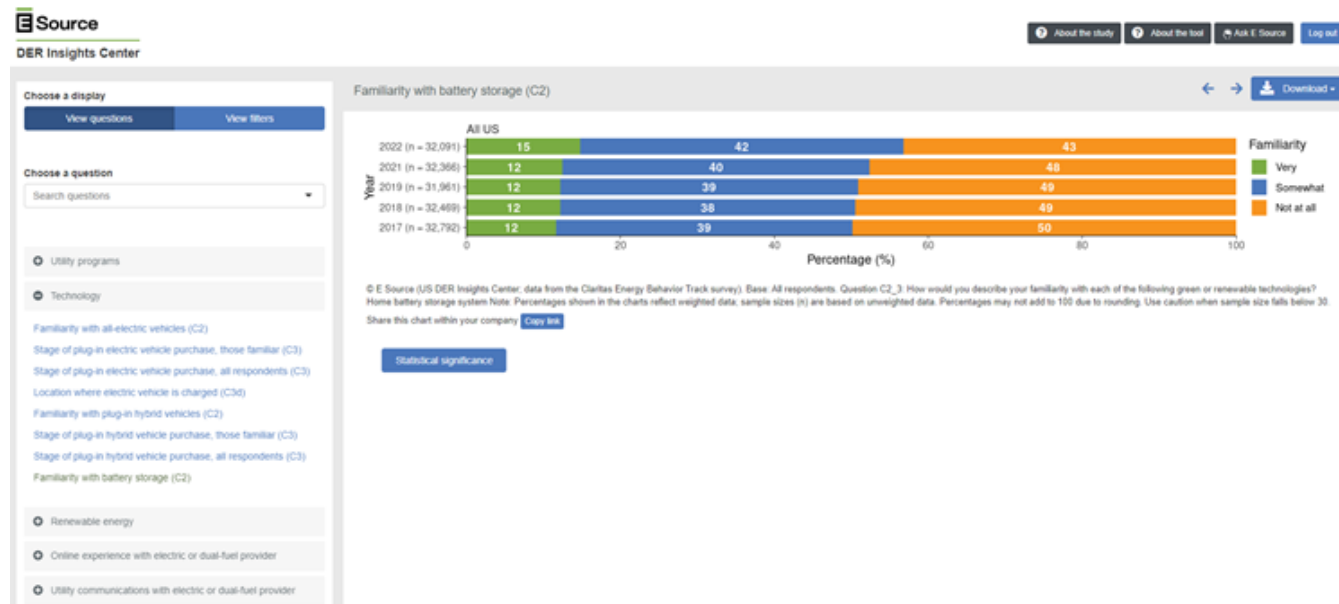 E Source
DER Insights Center
About the study
About the tool
Ask E Source
Log out
Choose a display
View questions
View filters
Choose a question
Search questions
Utility programs
Technology
Familiarity with all-electric vehicles (C2)
Stage of plug-in electric vehicle purchase, those familiar (C3)
Stage of plug-in electric vehicle purchase, all respondents (C3)
Location where electric vehicle is charged (C3d)
Familiarity with plug-in hybrid vehicles (C2)
Stage of plug-in hybrid vehicle purchase, those familiar (C3)
Stage of plug-in hybrid vehicle purchase, all respondents (C3)
Familiarity with battery storage (C2)
Renewable energy
Online experience with electric or dual-fuel provider
Utility communications with electric or dual-fuel provider
Familiarity with battery storage (C2)
Download
All US
Year
2022 (n = 32,091) 15 42 43
2021 (n = 32,366) 12 40 48
2019 (n = 31,961) 12 39 49
2018 (n = 32,469) 12 38 49
2017 (n = 32,792) 12 39 50
0 20 40 60 80 100
Percentage (%)
Familiarity
Very
Somewhat
Not at all
© E Source (US DER Insights Center; data from the Claritas Energy Behavior Track survey). Base: All respondents. Question C2_3: How would you describe your familiarity with each of the following green or renewable technologies?
Home battery storage system Note: Percentages shown in the charts reflect weighted data; sample sizes (n) are based on unweighted data. Percentages may not add to 100 due to rounding. Use caution when sample size falls below 30.
Share this chart within your company Copy link
Statistical significance